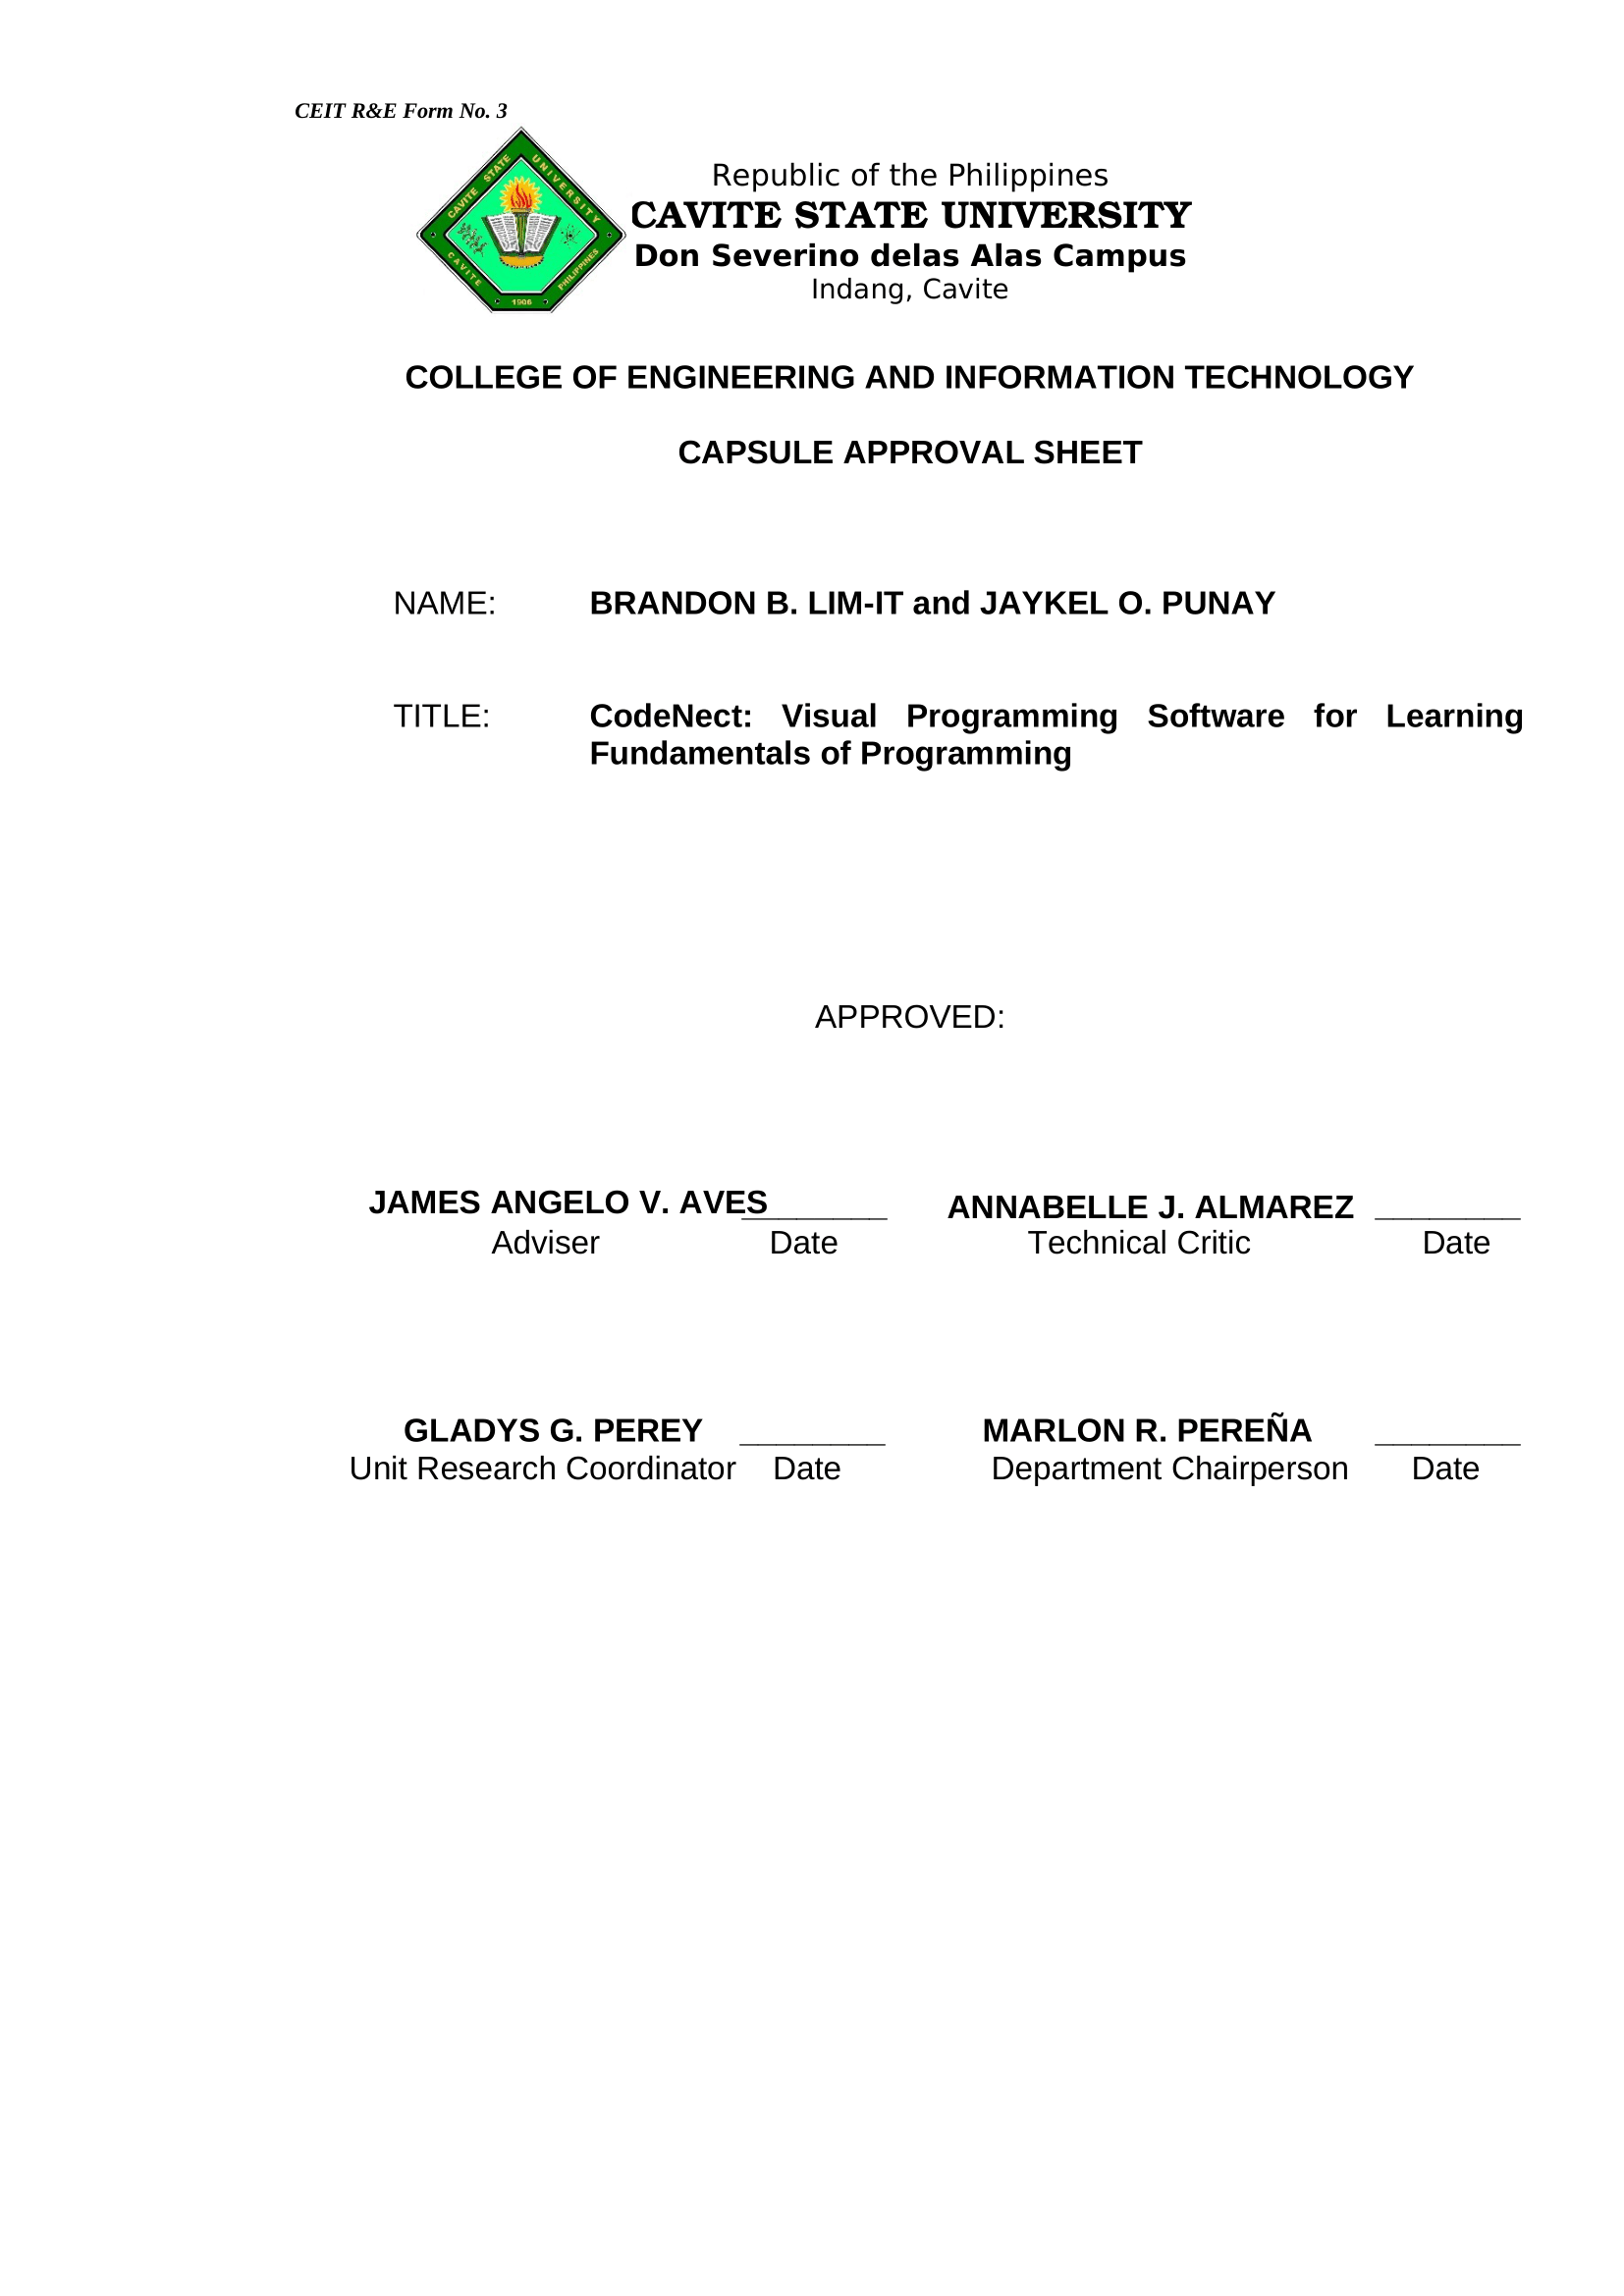 CEIT R&E Form No. 3
CAVITE STATE UNIVERSITY
CAVITE PHILIPPINES
1906
Republic of the Philippines
CAVITE STATE UNIVERSITY
Don Severino delas Alas Campus
Indang, Cavite
COLLEGE OF ENGINEERING AND INFORMATION TECHNOLOGY
CAPSULE APPROVAL SHEET
NAME: BRANDON B. LIM-IT and JAYKEL O. PUNAY
TITLE: CodeNect: Visual Programming Software for Learning
Fundamentals of Programming
APPROVED:
JAMES ANGELO V. AVES ________ ANNABELLE J. ALMAREZ ________
Adviser Date Technical Critic Date
GLADYS G. PEREY ________ MARLON R. PEREÑA ________
Unit Research Coordinator Date Department Chairperson Date